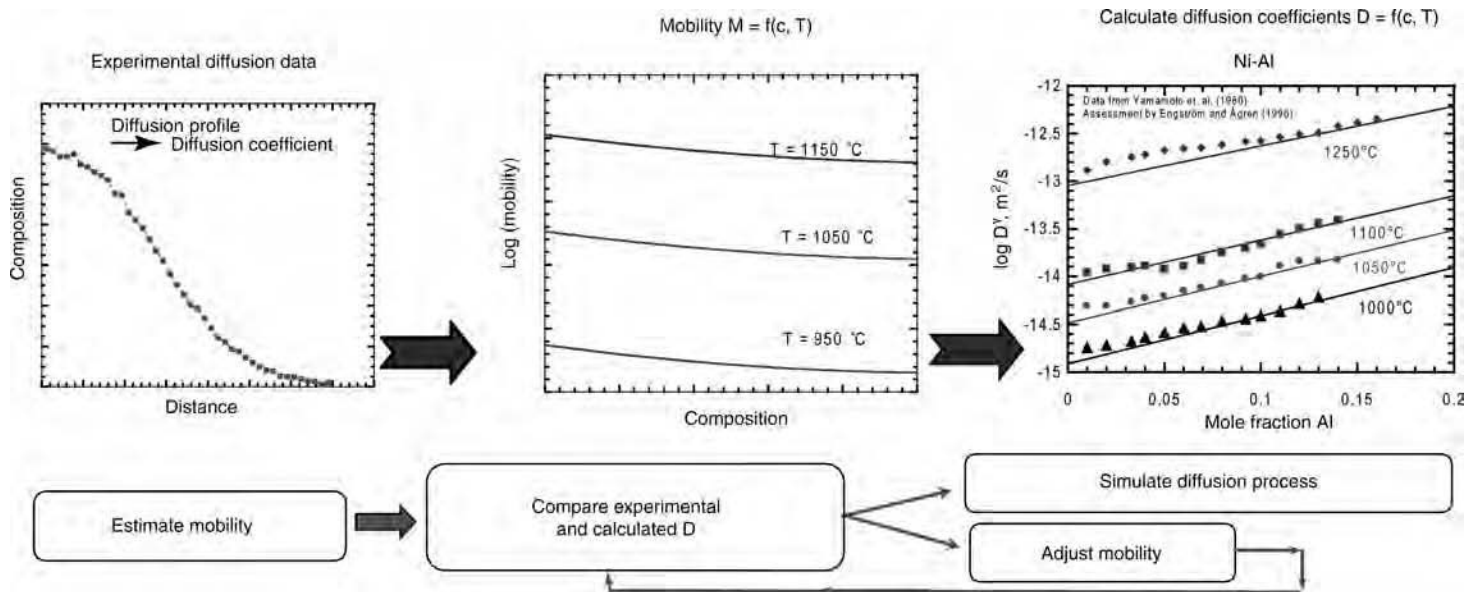 Mobility M = f(c, T)
Calculate diffusion coefficients D = f(c, T)
Experimental diffusion data
Ni-Al
Diffusion profile
Diffusion coefficient
Composition
Distance
Log (mobility)
T = 1150 °C
T = 1050 °C
T = 950 °C
Composition
log Dγ, m²/s
-12
-12.5
-13
-13.5
-14
-14.5
-15
Data from Yamamoto et. al. (1980)
Assessment by Engström and Ågren (1996)
1250°C
1100°C
1050°C
1000°C
0
0.05
0.1
0.15
0.2
Mole fraction Al
Estimate mobility
Compare experimental
and calculated D
Simulate diffusion process
Adjust mobility